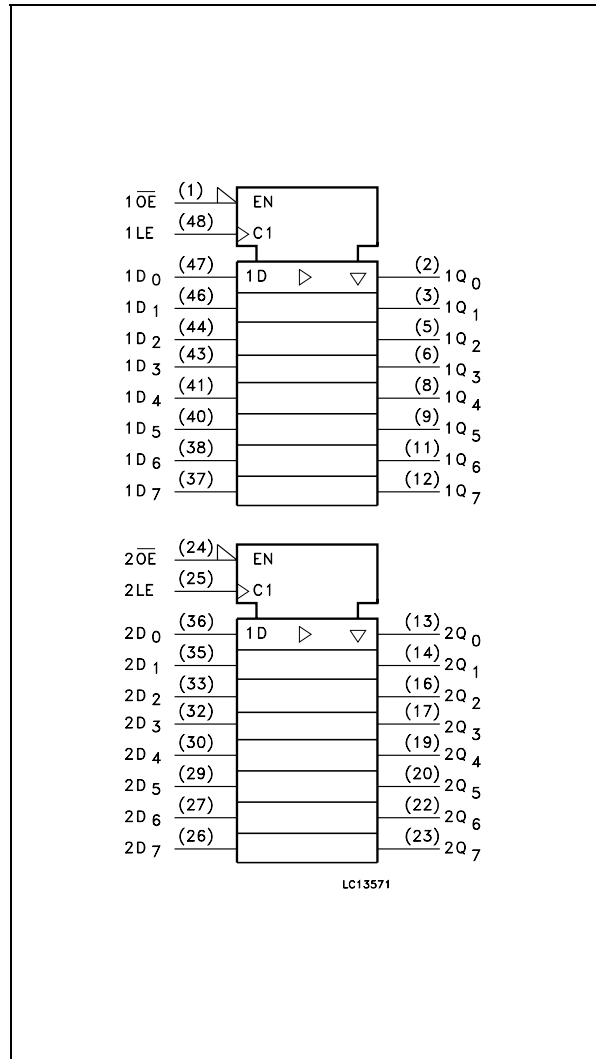 1O̅E̅ (1) EN
1LE (48) C1
1D0 (47) 1D (2) 1Q0
1D1 (46) (3) 1Q1
1D2 (44) (5) 1Q2
1D3 (43) (6) 1Q3
1D4 (41) (8) 1Q4
1D5 (40) (9) 1Q5
1D6 (38) (11) 1Q6
1D7 (37) (12) 1Q7
2O̅E̅ (24) EN
2LE (25) C1
2D0 (36) 1D (13) 2Q0
2D1 (35) (14) 2Q1
2D2 (33) (16) 2Q2
2D3 (32) (17) 2Q3
2D4 (30) (19) 2Q4
2D5 (29) (20) 2Q5
2D6 (27) (22) 2Q6
2D7 (26) (23) 2Q7
LC13571